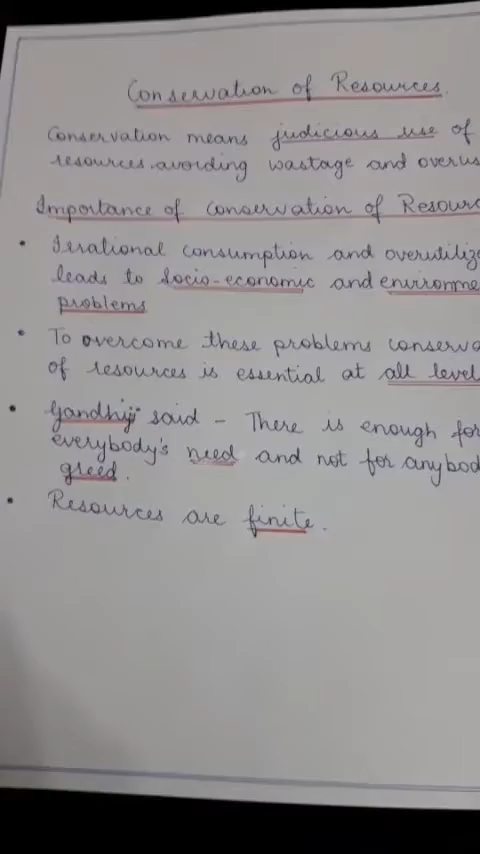 Conservation of Resources.
Conservation means judicious use of
resources. avoiding wastage and overus
Importance of conservation of Resourc
• Irrational consumption and overutiliz
leads to Socio-economic and environme
problems
• To overcome these problems conserva
of resources is essential at all level
• Gandhiji said - There is enough for
everybody's need and not for anybod
greed.
• Resources are finite.